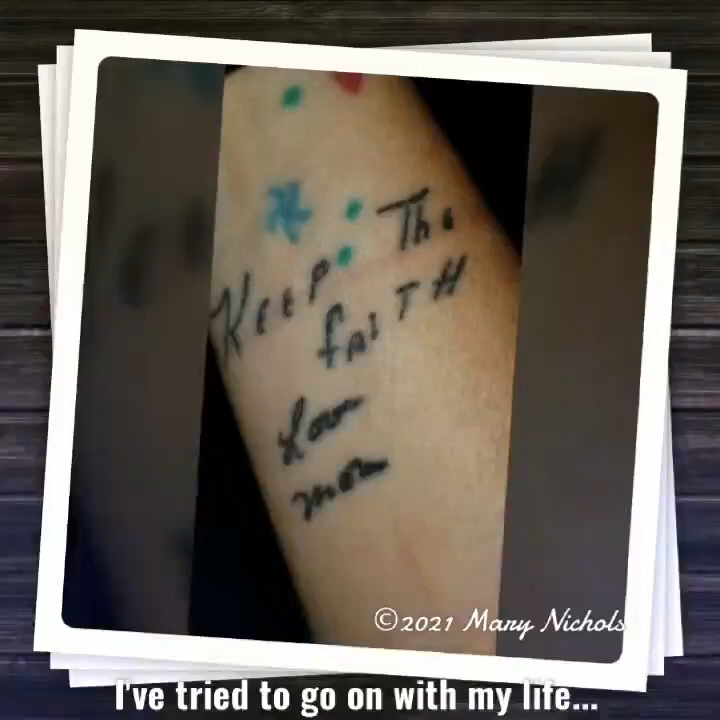 Keep The
faITH
Love
mom
©2021 Mary Nichols
I've tried to go on with my life...